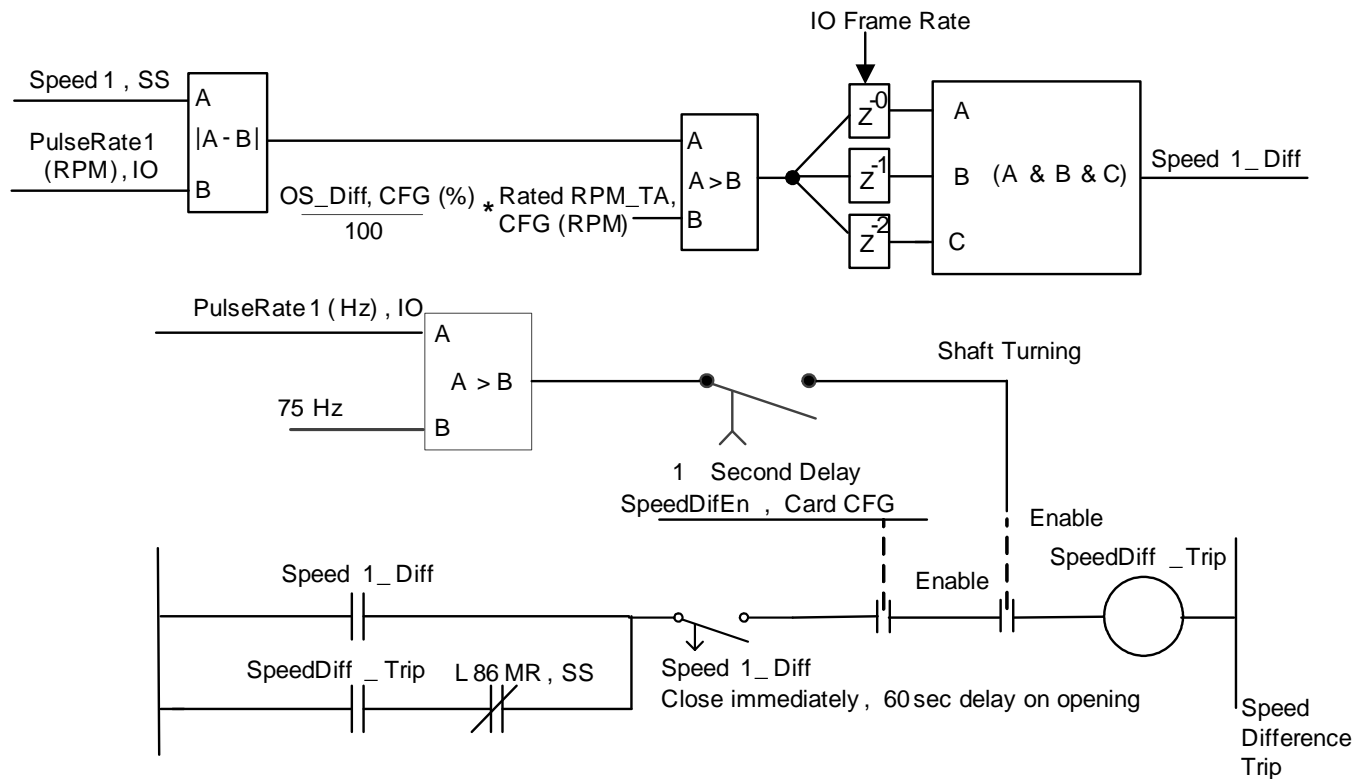 IO Frame Rate
Speed 1 , SS
A
|A - B|
B
PulseRate1
(RPM) , IO
OS_Diff, CFG (%)
100
*
Rated RPM_TA,
CFG (RPM)
A
A > B
B
Z-0
Z-1
Z-2
A
B (A & B & C)
C
Speed 1_ Diff
PulseRate 1 ( Hz) , IO
A
A > B
B
75 Hz
Shaft Turning
1 Second Delay
SpeedDifEn , Card CFG
Enable
Enable
SpeedDiff _ Trip
Speed 1_ Diff
SpeedDiff _ Trip
L 86 MR , SS
Speed 1_ Diff
Close immediately , 60 sec delay on opening
Speed
Difference
Trip